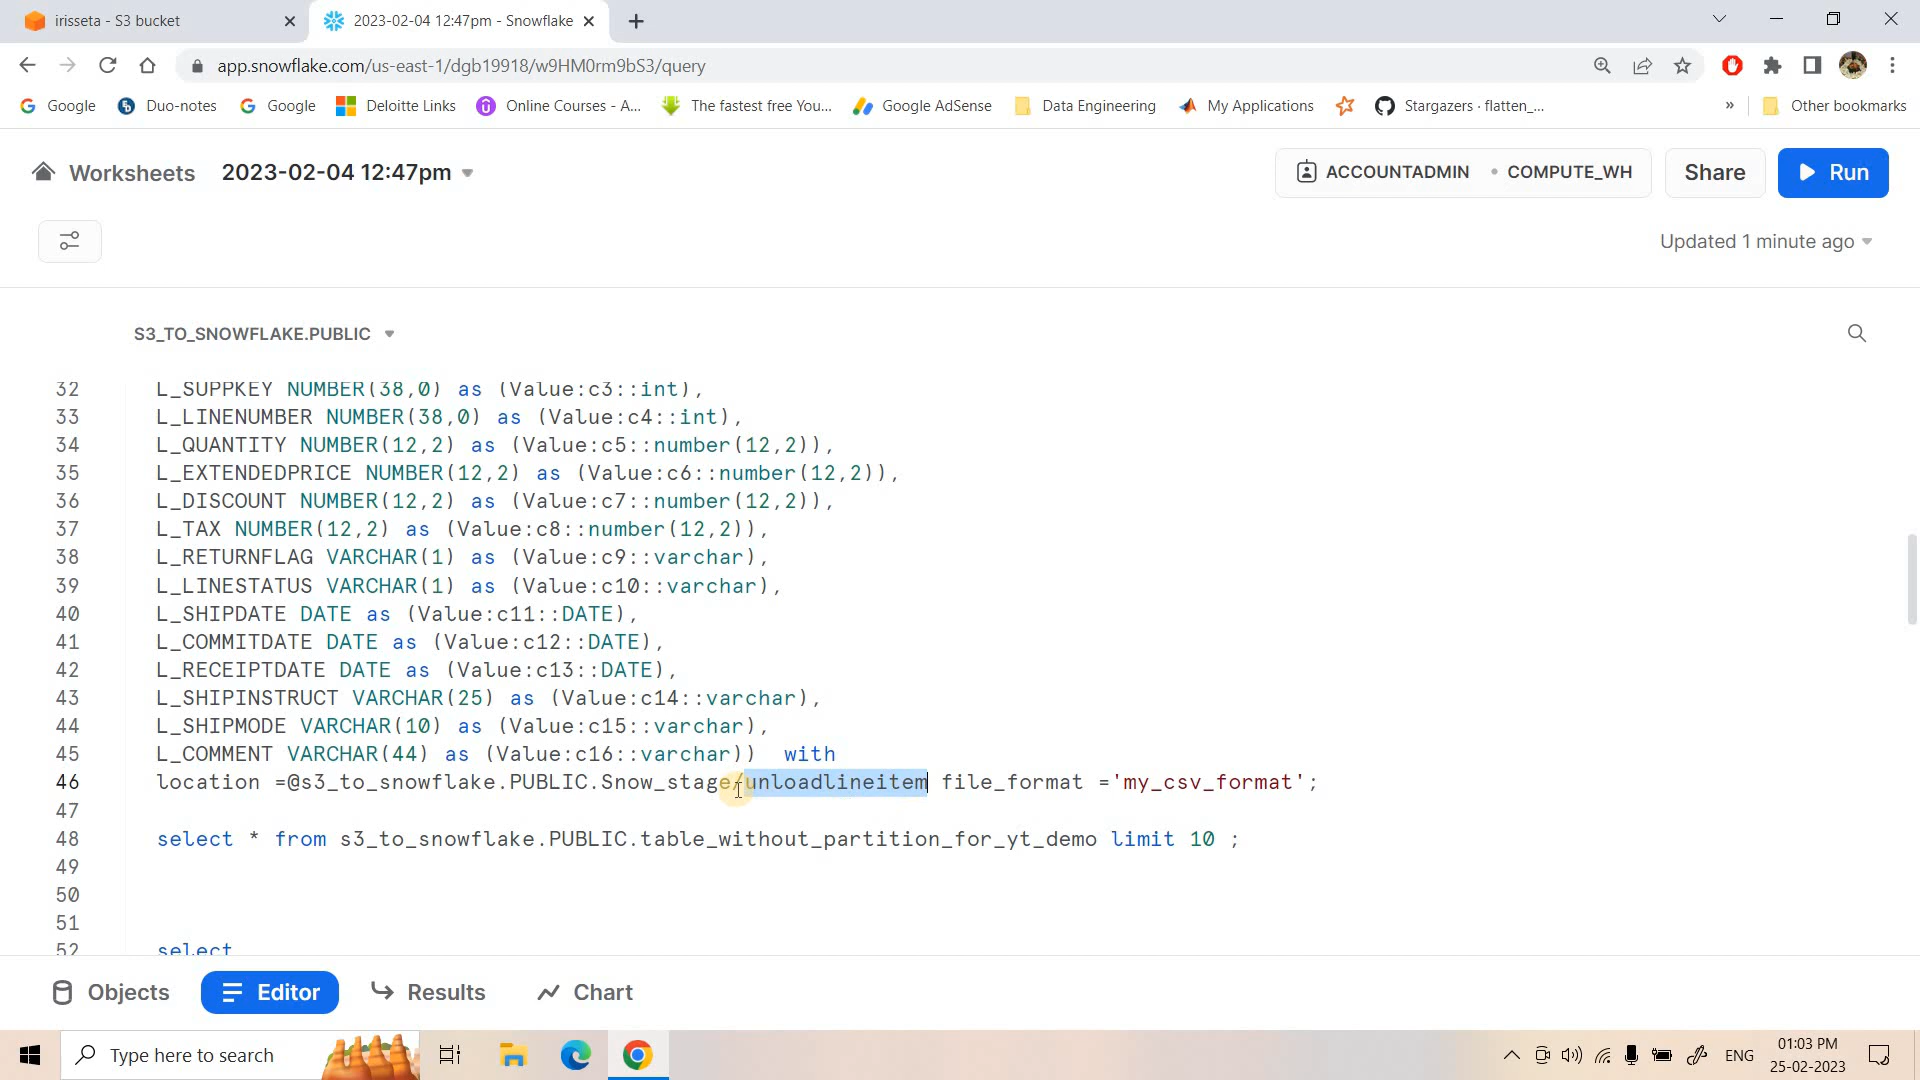 irisseta - S3 bucket
2023-02-04 12:47pm - Snowflake
app.snowflake.com/us-east-1/dgb19918/w9HM0rm9bS3/query
Google
Duo-notes
Google
Deloitte Links
Online Courses - A...
The fastest free You...
Google AdSense
Data Engineering
My Applications
Stargazers · flatten_...
»
Other bookmarks
Worksheets
2023-02-04 12:47pm
ACCOUNTADMIN • COMPUTE_WH
Share
Run
Updated 1 minute ago
S3_TO_SNOWFLAKE.PUBLIC
32 L_SUPPKEY NUMBER(38,0) as (Value:c3::int),
33 L_LINENUMBER NUMBER(38,0) as (Value:c4::int),
34 L_QUANTITY NUMBER(12,2) as (Value:c5::number(12,2)),
35 L_EXTENDEDPRICE NUMBER(12,2) as (Value:c6::number(12,2)),
36 L_DISCOUNT NUMBER(12,2) as (Value:c7::number(12,2)),
37 L_TAX NUMBER(12,2) as (Value:c8::number(12,2)),
38 L_RETURNFLAG VARCHAR(1) as (Value:c9::varchar),
39 L_LINESTATUS VARCHAR(1) as (Value:c10::varchar),
40 L_SHIPDATE DATE as (Value:c11::DATE),
41 L_COMMITDATE DATE as (Value:c12::DATE),
42 L_RECEIPTDATE DATE as (Value:c13::DATE),
43 L_SHIPINSTRUCT VARCHAR(25) as (Value:c14::varchar),
44 L_SHIPMODE VARCHAR(10) as (Value:c15::varchar),
45 L_COMMENT VARCHAR(44) as (Value:c16::varchar)) with
46 location =@s3_to_snowflake.PUBLIC.Snow_stage/unloadlineitem file_format ='my_csv_format';
47
48 select * from s3_to_snowflake.PUBLIC.table_without_partition_for_yt_demo limit 10 ;
49
50
51
52 select
Objects
Editor
Results
Chart
Type here to search
ENG
01:03 PM
25-02-2023